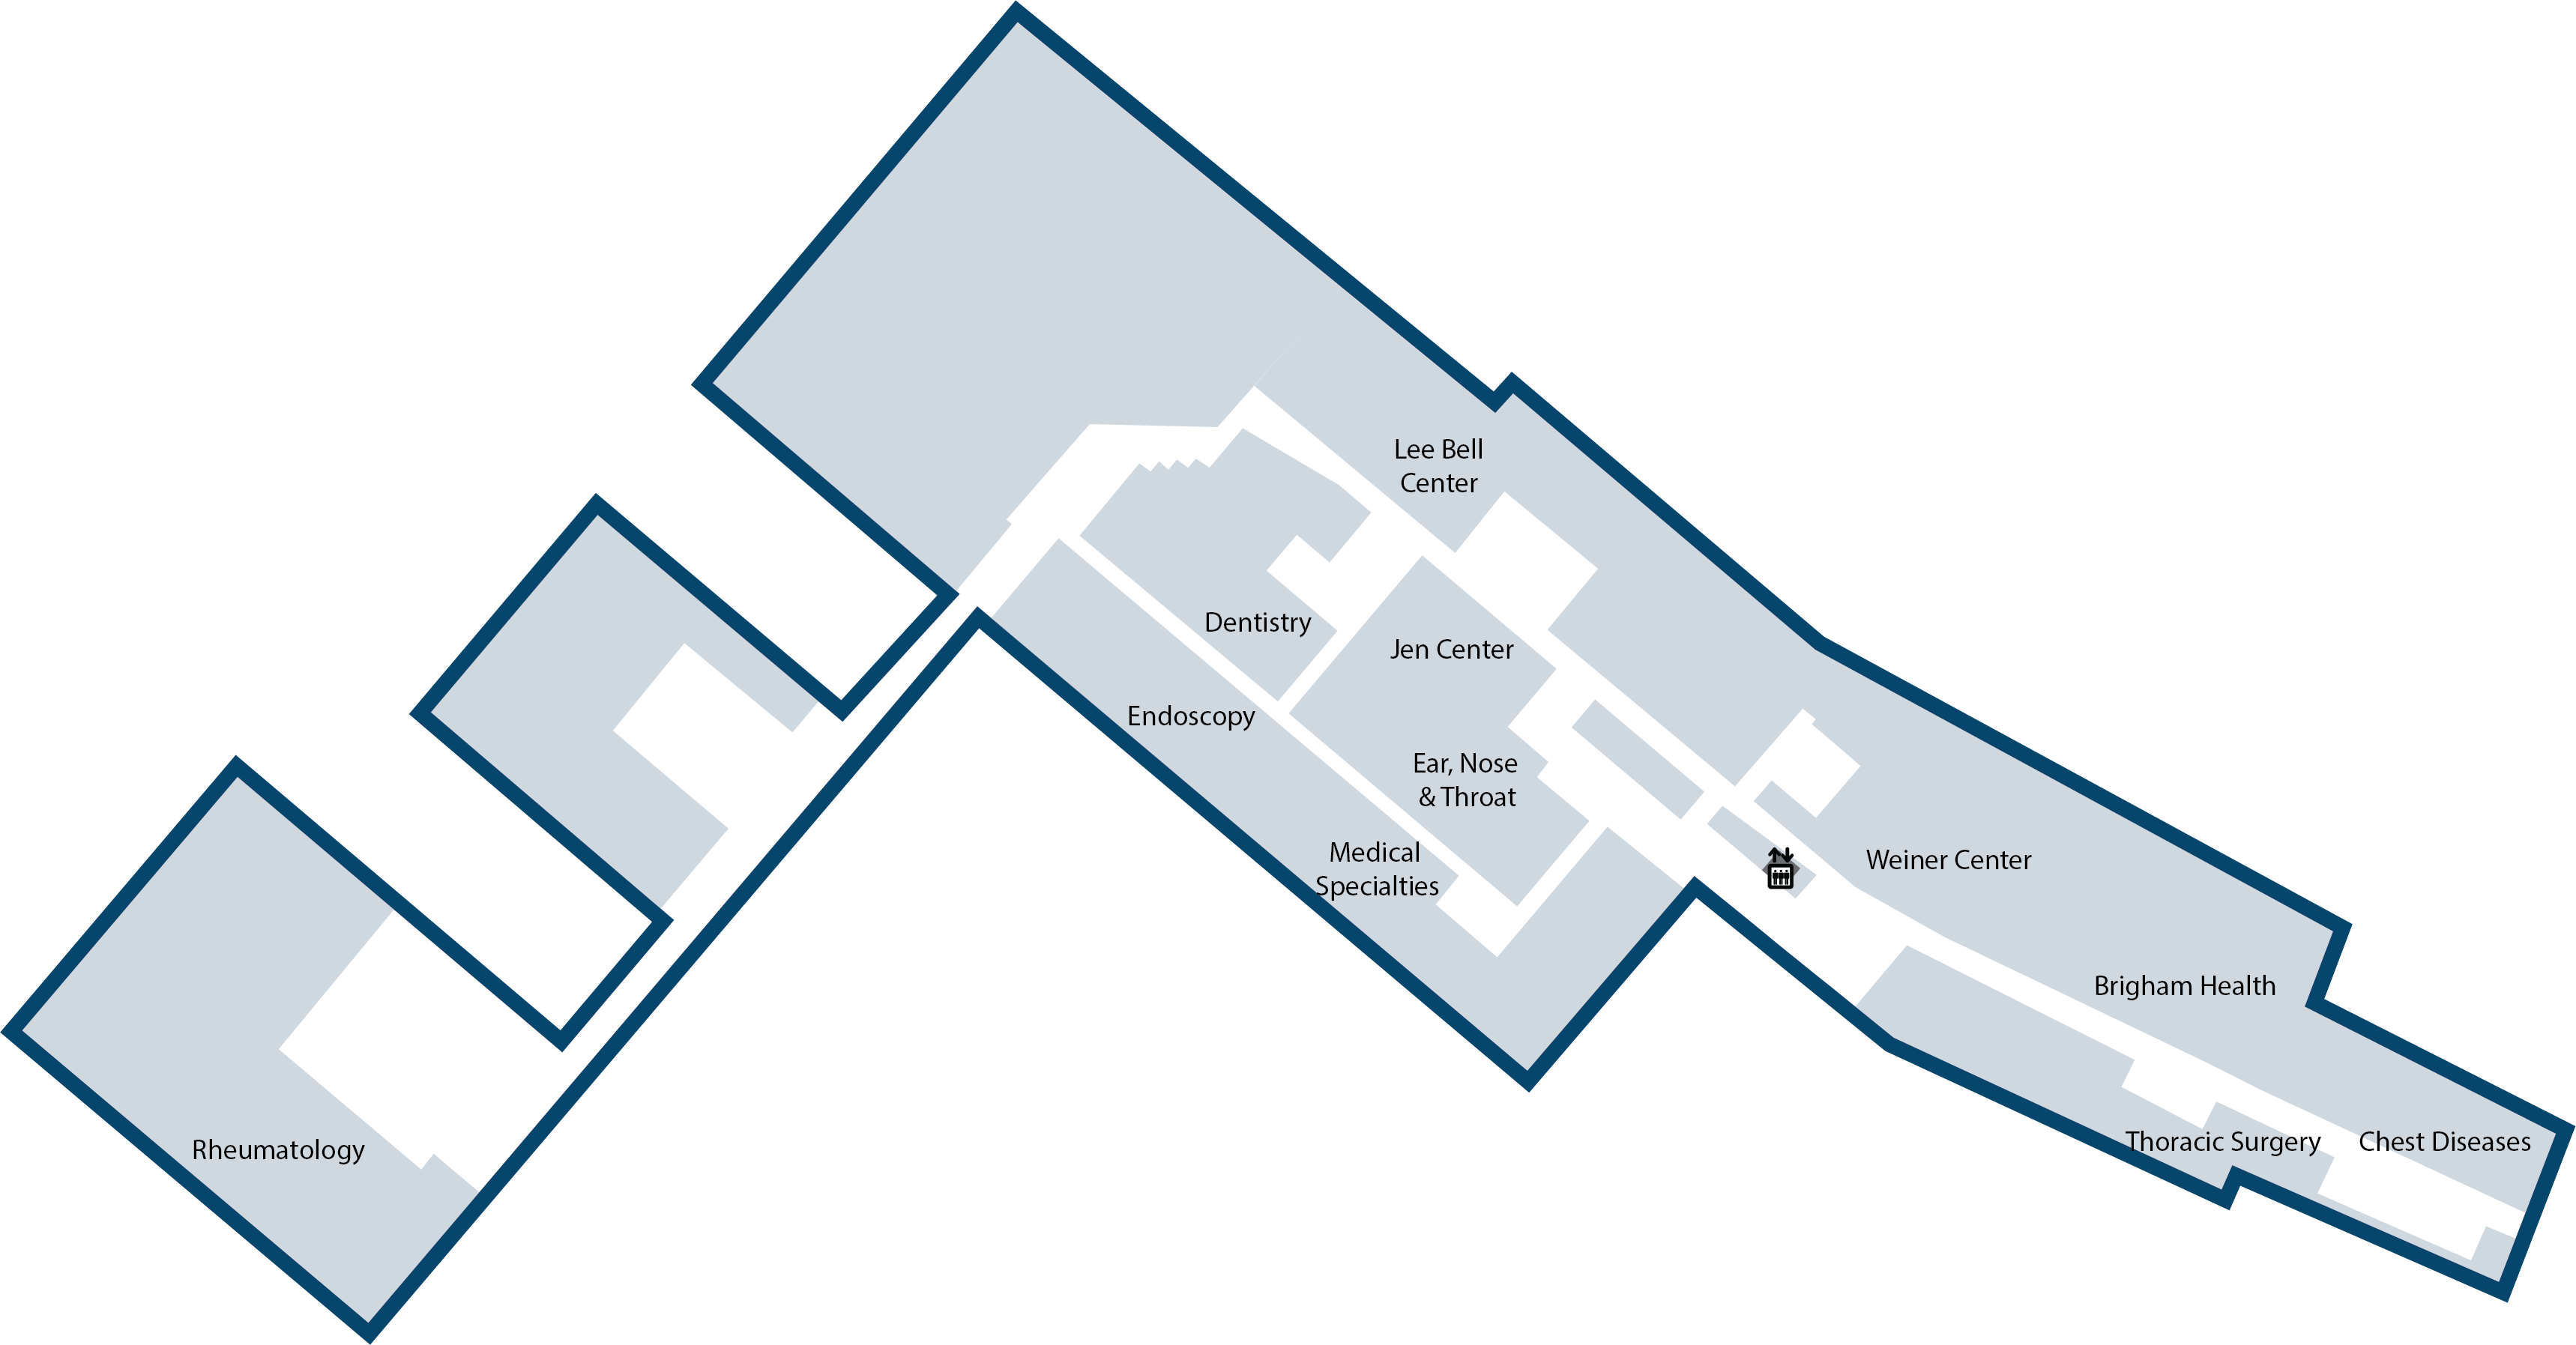 Lee Bell
Center
Dentistry
Jen Center
Endoscopy
Ear, Nose
& Throat
Medical
Specialties
Weiner Center
Brigham Health
Thoracic Surgery
Chest Diseases
Rheumatology